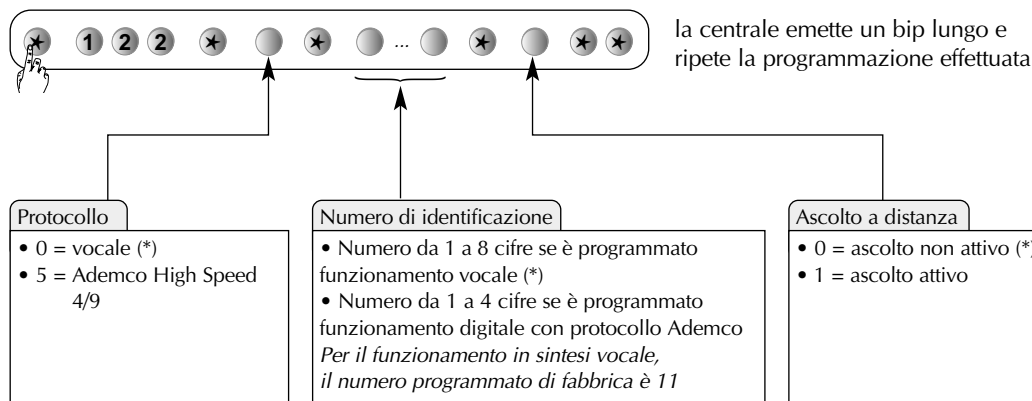 ★ 1 2 2 ★ ★ ... ★ ★ ★
la centrale emette un bip lungo e
ripete la programmazione effettuata
Protocollo
• 0 = vocale (*)
• 5 = Ademco High Speed
4/9
Numero di identificazione
• Numero da 1 a 8 cifre se è programmato
funzionamento vocale (*)
• Numero da 1 a 4 cifre se è programmato
funzionamento digitale con protocollo Ademco
Per il funzionamento in sintesi vocale,
il numero programmato di fabbrica è 11
Ascolto a distanza
• 0 = ascolto non attivo (*)
• 1 = ascolto attivo